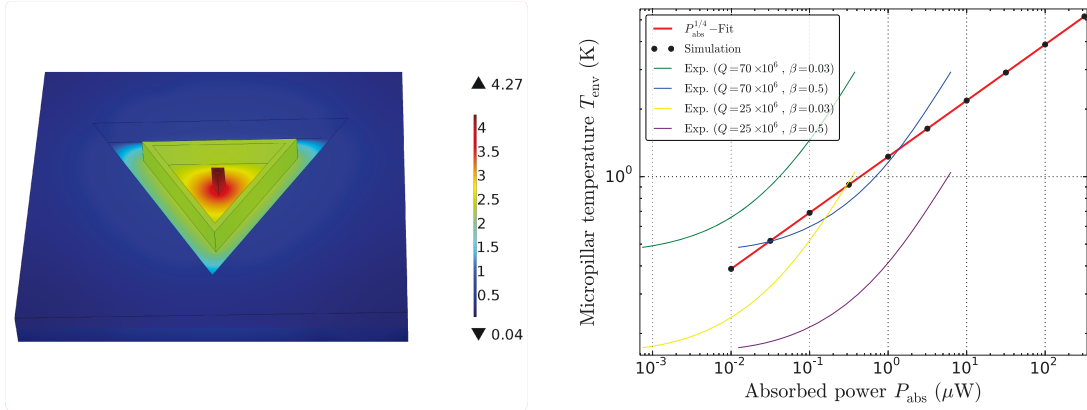 4.27
4
3.5
3
2.5
2
1.5
1
0.5
0.04
Micropillar temperature T_env (K)
10^0
P_abs^{1/4} −Fit
Simulation
Exp. (Q=70×10^6 , β=0.03)
Exp. (Q=70×10^6 , β=0.5)
Exp. (Q=25×10^6 , β=0.03)
Exp. (Q=25×10^6 , β=0.5)
10^-3 10^-2 10^-1 10^0 10^1 10^2
Absorbed power P_abs (μW)